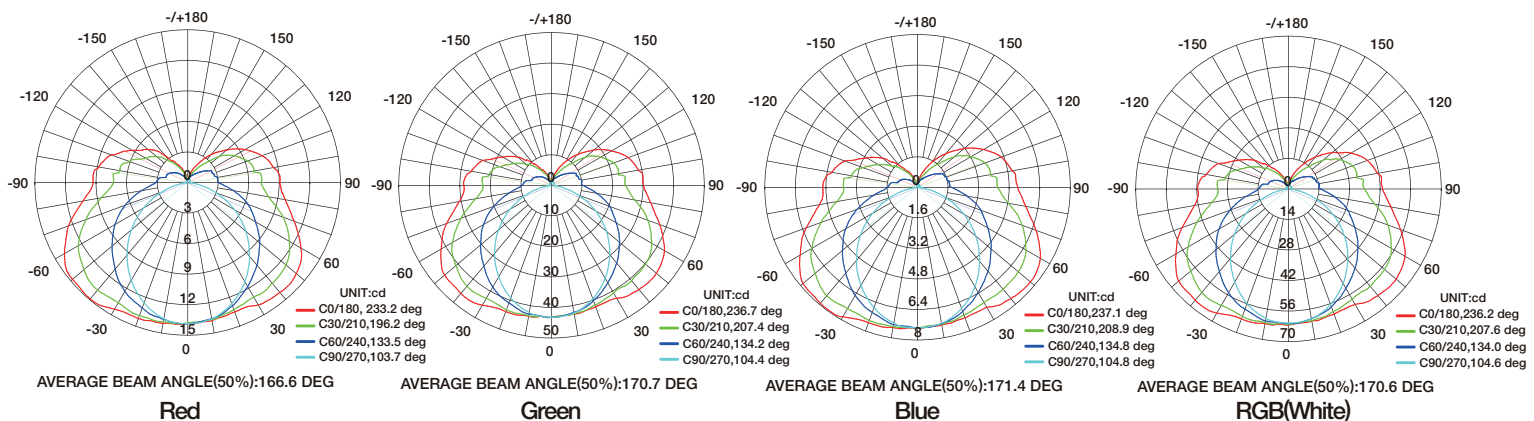 -/+180
-150
150
-120
120
-90
90
-60
60
-30
30
0
0
3
6
9
12
15
UNIT:cd
C0/180, 233.2 deg
C30/210,196.2 deg
C60/240,133.5 deg
C90/270,103.7 deg
AVERAGE BEAM ANGLE(50%):166.6 DEG
Red
-/+180
-150
150
-120
120
-90
90
-60
60
-30
30
0
0
10
20
30
40
50
UNIT:cd
C0/180,236.7 deg
C30/210,207.4 deg
C60/240,134.2 deg
C90/270,104.4 deg
AVERAGE BEAM ANGLE(50%):170.7 DEG
Green
-/+180
-150
150
-120
120
-90
90
-60
60
-30
30
0
0
1.6
3.2
4.8
6.4
8
UNIT:cd
C0/180,237.1 deg
C30/210,208.9 deg
C60/240,134.8 deg
C90/270,104.8 deg
AVERAGE BEAM ANGLE(50%):171.4 DEG
Blue
-/+180
-150
150
-120
120
-90
90
-60
60
-30
30
0
0
14
28
42
56
70
UNIT:cd
C0/180,236.2 deg
C30/210,207.6 deg
C60/240,134.0 deg
C90/270,104.6 deg
AVERAGE BEAM ANGLE(50%):170.6 DEG
RGB(White)